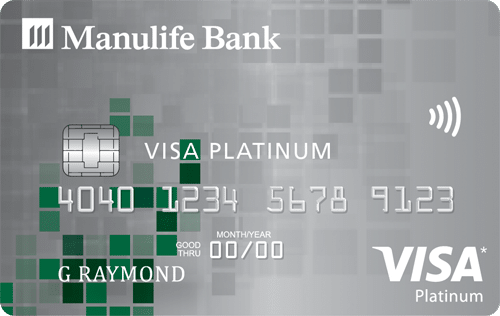 Manulife Bank
VISA PLATINUM
4040 1234 5678 9123
MONTH/YEAR
GOOD THRU 00/00
G RAYMOND
VISA*
Platinum